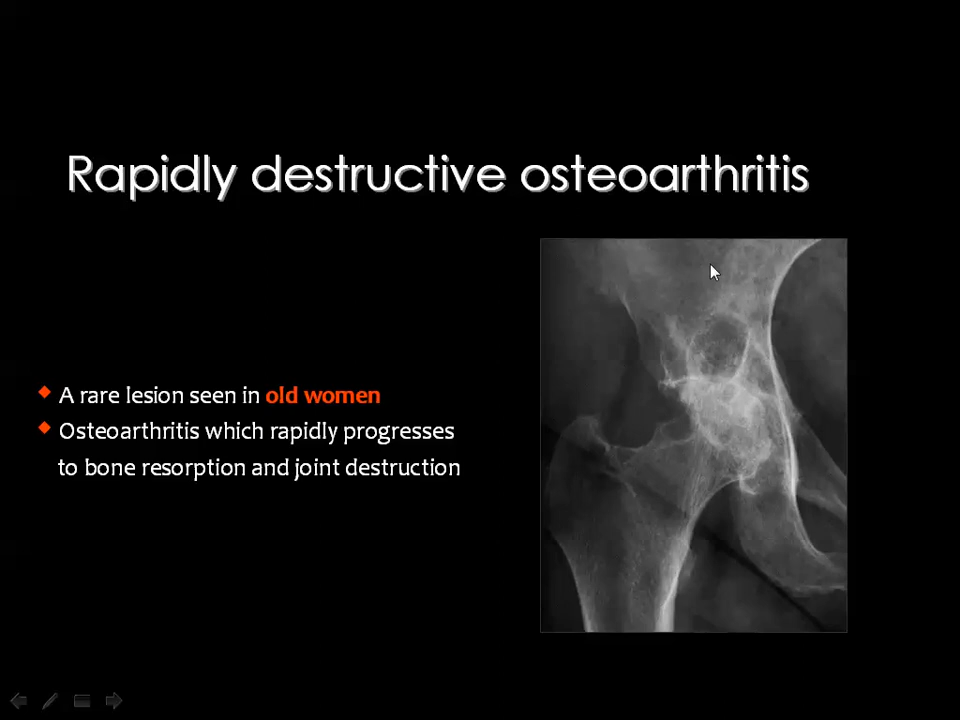 Rapidly destructive osteoarthritis
A rare lesion seen in old women
Osteoarthritis which rapidly progresses
to bone resorption and joint destruction